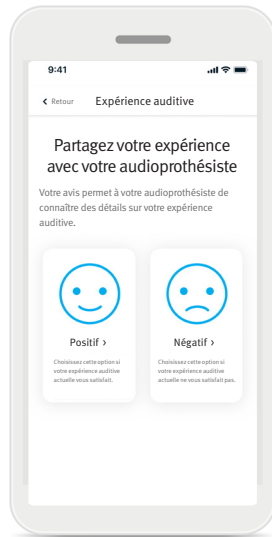 9:41
Retour Expérience auditive
Partagez votre expérience
avec votre audioprothésiste
Votre avis permet à votre audioprothésiste de
connaître des détails sur votre expérience
auditive.
Positif
Choisissez cette option si
votre expérience auditive
actuelle vous satisfait.
Négatif
Choisissez cette option si
votre expérience auditive
actuelle ne vous satisfait pas.